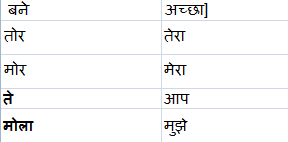 बने अच्छा]
तोर तेरा
मोर मेरा
ते आप
मोला मुझे